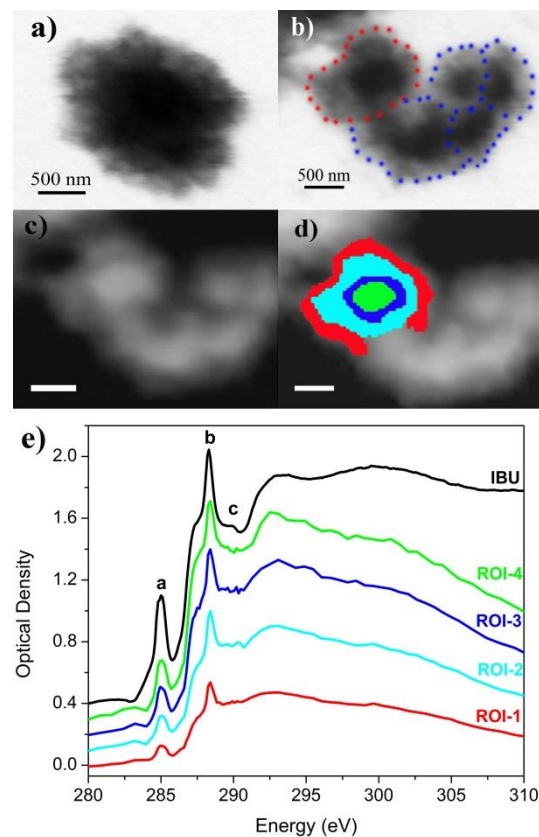 a)
500 nm
b)
500 nm
c)
d)
e)
Optical Density
2.0
1.6
1.2
0.8
0.4
0.0
a
b
c
IBU
ROI-4
ROI-3
ROI-2
ROI-1
280 285 290 295 300 305 310
Energy (eV)